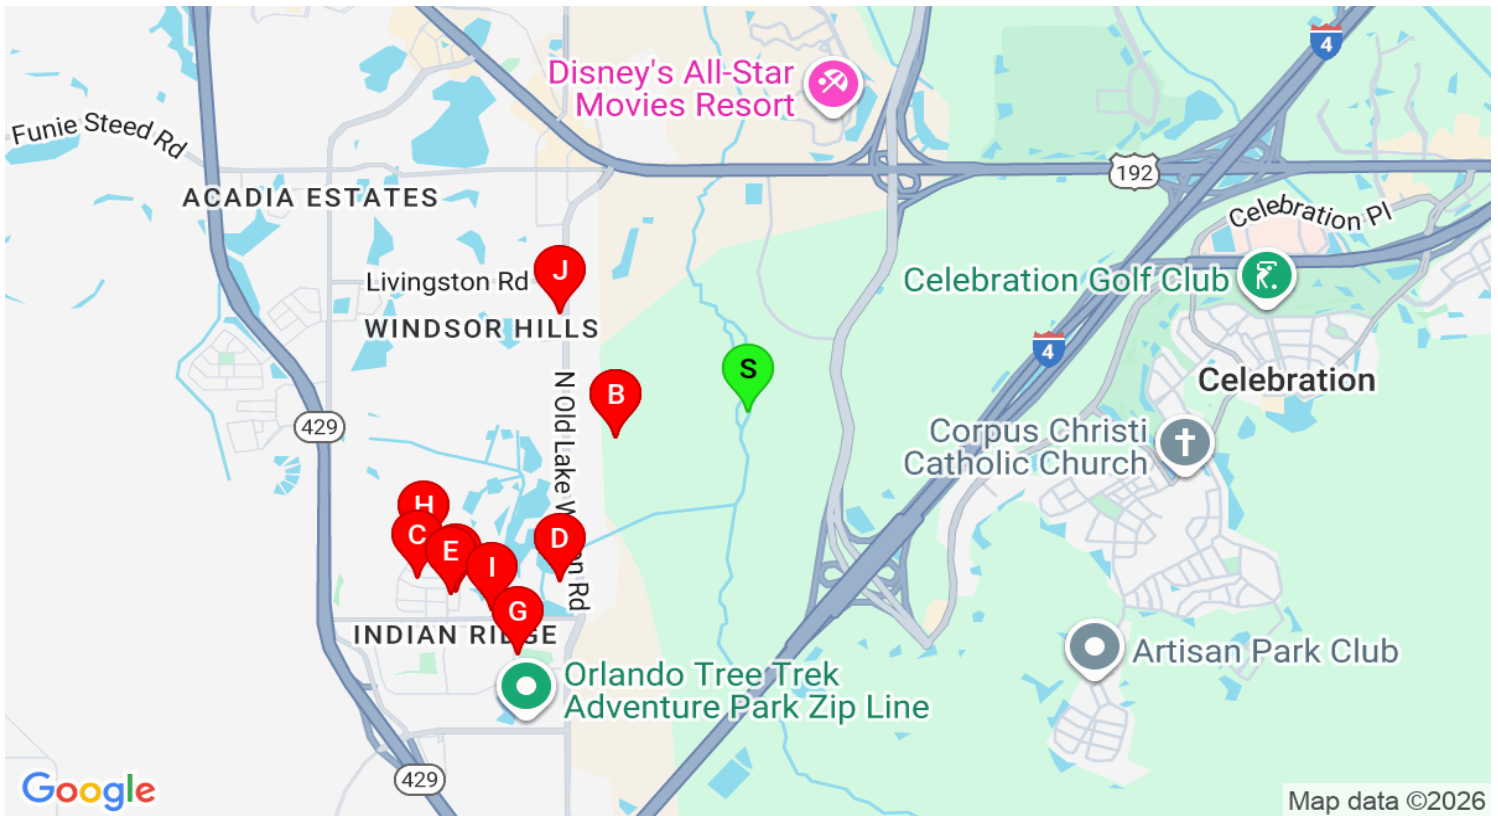 4
Disney's All-Star
Movies Resort
Funie Steed Rd
192
ACADIA ESTATES
Celebration Pl
J
Livingston Rd
Celebration Golf Club
WINDSOR HILLS
4
S
B
Celebration
429
N Old Lake W
on Rd
Corpus Christi
Catholic Church
H
C
E
D
I
G
INDIAN RI
GE
Artisan Park Club
Orlando Tree Trek
Adventure Park Zip Line
429
Google
Map data ©2026